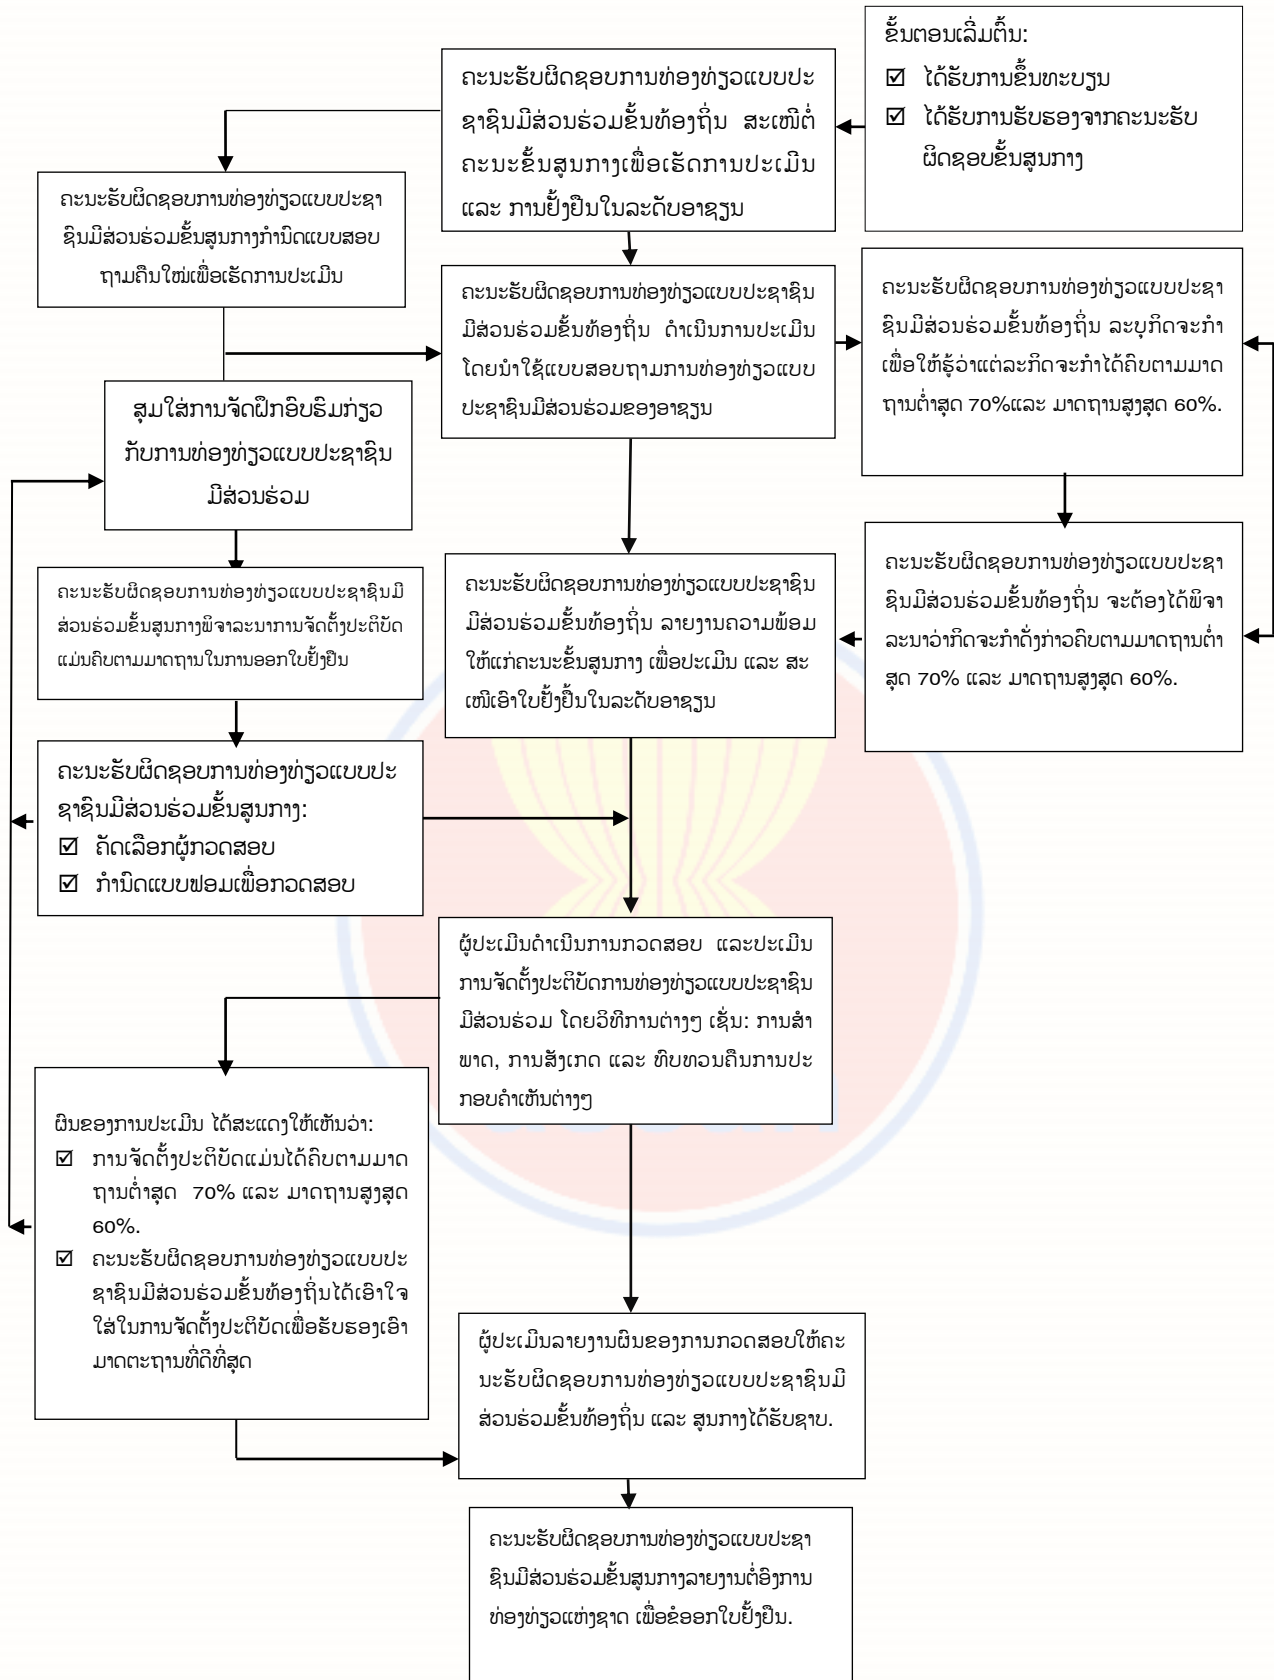 ຂັ້ນຕອນເລີ່ມຕົ້ນ:
☑ ໄດ້ຮັບການຂຶ້ນທະບຽນ
☑ ໄດ້ຮັບການຮັບຮອງຈາກຄະນະຮັບ
ຜິດຊອບຂັ້ນສູນກາງ
ຄະນະຮັບຜິດຊອບການທ່ອງທ່ຽວແບບປະ
ຊາຊົນມີສ່ວນຮ່ວມຂັ້ນທ້ອງຖິ່ນ ສະເໜີຕໍ່
ຄະນະຂັ້ນສູນກາງເພື່ອເຮັດການປະເມີນ
ແລະ ການຢັ້ງຢືນໃນລະດັບອາຊຽນ
ຄະນະຮັບຜິດຊອບການທ່ອງທ່ຽວແບບປະຊາ
ຊົນມີສ່ວນຮ່ວມຂັ້ນສູນກາງກຳນົດແບບສອບ
ຖາມຄືນໃໝ່ເພື່ອເຮັດການປະເມີນ
ຄະນະຮັບຜິດຊອບການທ່ອງທ່ຽວແບບປະຊາຊົນ
ມີສ່ວນຮ່ວມຂັ້ນທ້ອງຖິ່ນ ດຳເນີນການປະເມີນ
ໂດຍນຳໃຊ້ແບບສອບຖາມການທ່ອງທ່ຽວແບບ
ປະຊາຊົນມີສ່ວນຮ່ວມຂອງອາຊຽນ
ຄະນະຮັບຜິດຊອບການທ່ອງທ່ຽວແບບປະຊາ
ຊົນມີສ່ວນຮ່ວມຂັ້ນທ້ອງຖິ່ນ ລະບຸກິດຈະກຳ
ເພື່ອໃຫ້ຮູ້ວ່າແຕ່ລະກິດຈະກຳໄດ້ຄົບຕາມມາດ
ຖານຕ່ຳສຸດ 70%ແລະ ມາດຖານສູງສຸດ 60%.
ສຸມໃສ່ການຈັດຝຶກອົບຮົມກ່ຽວ
ກັບການທ່ອງທ່ຽວແບບປະຊາຊົນ
ມີສ່ວນຮ່ວມ
ຄະນະຮັບຜິດຊອບການທ່ອງທ່ຽວແບບປະຊາຊົນມີ
ສ່ວນຮ່ວມຂັ້ນສູນກາງພິຈາລະນາການຈັດຕັ້ງປະຕິບັດ
ແມ່ນຄົບຕາມມາດຖານໃນການອອກໃບຢັ້ງຢືນ
ຄະນະຮັບຜິດຊອບການທ່ອງທ່ຽວແບບປະຊາຊົນ
ມີສ່ວນຮ່ວມຂັ້ນທ້ອງຖິ່ນ ລາຍງານຄວາມພ້ອມ
ໃຫ້ແກ່ຄະນະຂັ້ນສູນກາງ ເພື່ອປະເມີນ ແລະ ສະ
ເໜີເອົາໃບຢັ້ງຢື້ນໃນລະດັບອາຊຽນ
ຄະນະຮັບຜິດຊອບການທ່ອງທ່ຽວແບບປະຊາ
ຊົນມີສ່ວນຮ່ວມຂັ້ນທ້ອງຖິ່ນ ຈະຕ້ອງໄດ້ພິຈາ
ລະນາວ່າກິດຈະກຳດັ່ງກ່າວຄົບຕາມມາດຖານຕ່ຳ
ສຸດ 70% ແລະ ມາດຖານສູງສຸດ 60%.
ຄະນະຮັບຜິດຊອບການທ່ອງທ່ຽວແບບປະ
ຊາຊົນມີສ່ວນຮ່ວມຂັ້ນສູນກາງ:
☑ ຄັດເລືອກຜູ້ກວດສອບ
☑ ກຳນົດແບບຟອມເພື່ອກວດສອບ
ຜູ້ປະເມີນດຳເນີນການກວດສອບ ແລະປະເມີນ
ການຈັດຕັ້ງປະຕິບັດການທ່ອງທ່ຽວແບບປະຊາຊົນ
ມີສ່ວນຮ່ວມ ໂດຍວິທີການຕ່າງໆ ເຊັ່ນ: ການສຳ
ພາດ, ການສັງເກດ ແລະ ທົບທວນຄືນການປະ
ກອບຄຳເຫັນຕ່າງໆ
ຜົນຂອງການປະເມີນ ໄດ້ສະແດງໃຫ້ເຫັນວ່າ:
☑ ການຈັດຕັ້ງປະຕິບັດແມ່ນໄດ້ຄົບຕາມມາດ
ຖານຕ່ຳສຸດ 70% ແລະ ມາດຖານສູງສຸດ
60%.
☑ ຄະນະຮັບຜິດຊອບການທ່ອງທ່ຽວແບບປະ
ຊາຊົນມີສ່ວນຮ່ວມຂັ້ນທ້ອງຖິ່ນໄດ້ເອົາໃຈ
ໃສ່ໃນການຈັດຕັ້ງປະຕິບັດເພື່ອຮັບຮອງເອົາ
ມາດຕະຖານທີ່ດີທີ່ສຸດ
ຜູ້ປະເມີນລາຍງານຜົນຂອງການກວດສອບໃຫ້ຄະ
ນະຮັບຜິດຊອບການທ່ອງທ່ຽວແບບປະຊາຊົນມີ
ສ່ວນຮ່ວມຂັ້ນທ້ອງຖິ່ນ ແລະ ສູນກາງໄດ້ຮັບຊາບ.
ຄະນະຮັບຜິດຊອບການທ່ອງທ່ຽວແບບປະຊາ
ຊົນມີສ່ວນຮ່ວມຂັ້ນສູນກາງລາຍງານຕໍ່ອົງການ
ທ່ອງທ່ຽວແຫ່ງຊາດ ເພື່ອຂໍອອກໃບຢັ້ງຢືນ.